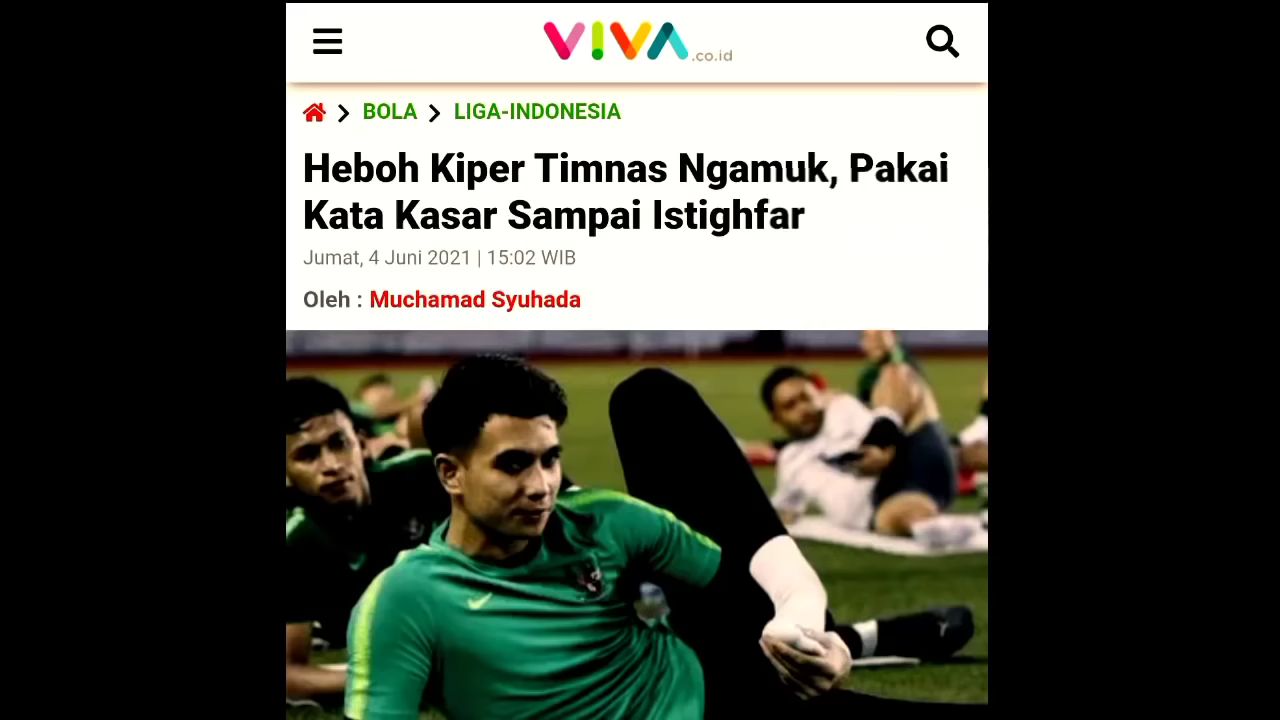 VIVA.co.id
BOLA
LIGA-INDONESIA
Heboh Kiper Timnas Ngamuk, Pakai
Kata Kasar Sampai Istighfar
Jumat, 4 Juni 2021 | 15:02 WIB
Oleh : Muchamad Syuhada